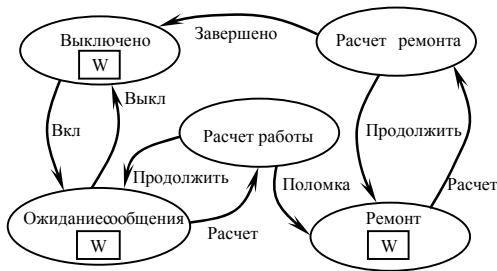 Завершено
Выключено
W
Расчет ремонта
Выкл
Вкл
Расчет работы
Продолжить
Продолжить
Поломка
Расчет
Ожиданиесообщения
W
Расчет
Ремонт
W